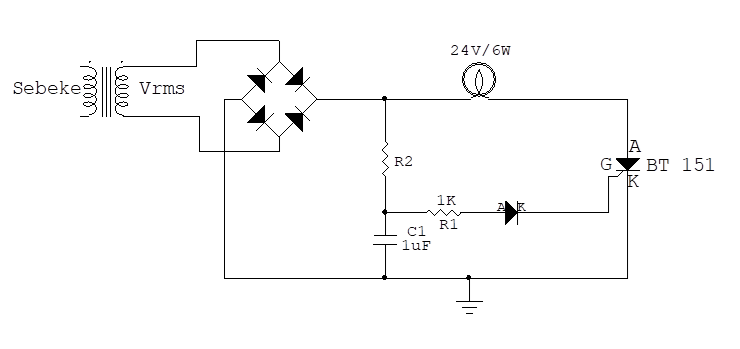 24V/6W
Sebeke
Vrms
A
G
BT 151
K
R2
1K
A
K
R1
C1
1uF